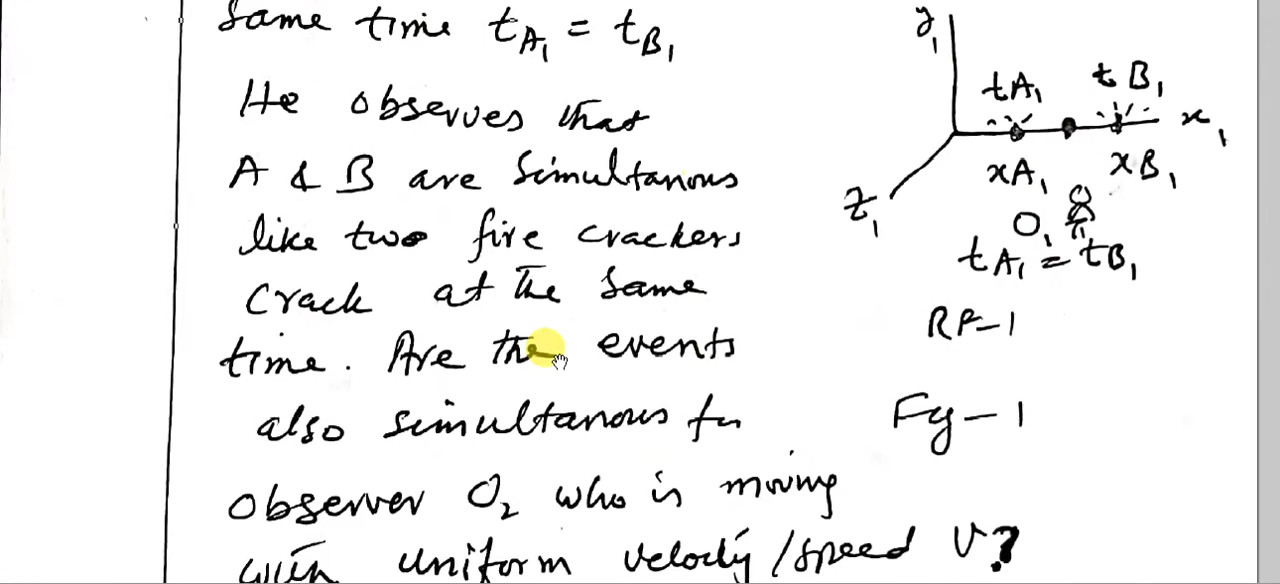 Same time tA₁ = tB₁
He observes that
A & B are Simultanous
like two fire crackers
Crack at the same
time. Are the events
also simultanous for
observer O₂ who is moving
with uniform velocity/speed v?
y₁
tA₁ tB₁
x₁
xA₁ xB₁
z₁
O₁
tA₁ = tB₁
RF-1
Fg-1